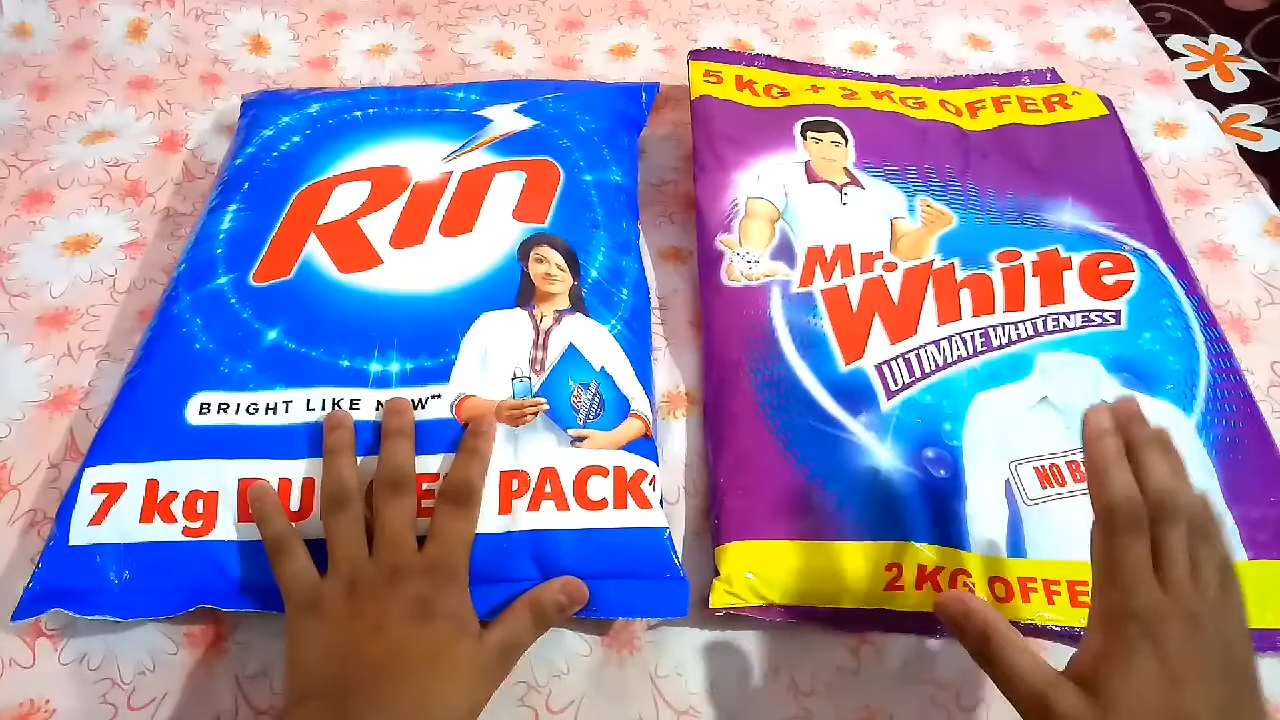 Rin
BRIGHT LIKE
7 kg
PACK^
5 KG + 2 KG OFFER^
Mr.
White
ULTIMATE WHITENESS
NO
2 KG